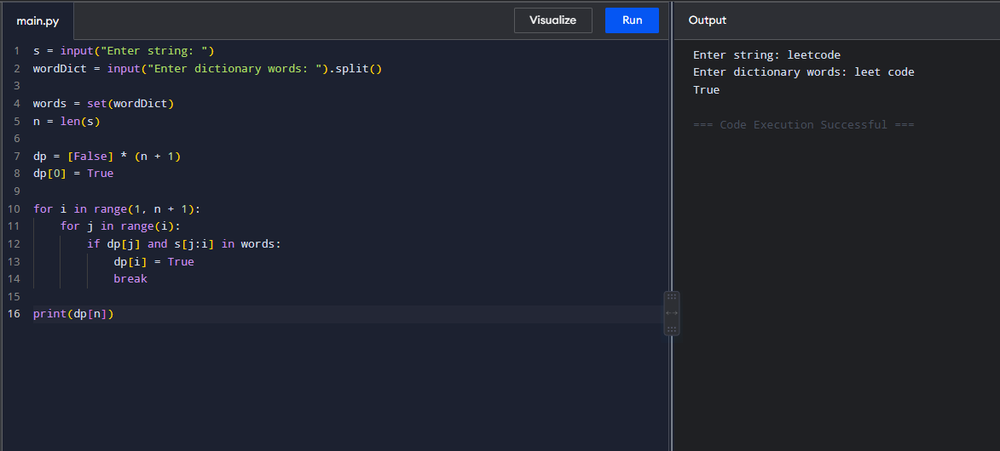 main.py
Visualize
Run
Output
1 s = input("Enter string: ")
2 wordDict = input("Enter dictionary words: ").split()
3
4 words = set(wordDict)
5 n = len(s)
6
7 dp = [False] * (n + 1)
8 dp[0] = True
9
10 for i in range(1, n + 1):
11     for j in range(i):
12         if dp[j] and s[j:i] in words:
13             dp[i] = True
14             break
15
16 print(dp[n])
Enter string: leetcode
Enter dictionary words: leet code
True
=== Code Execution Successful ===